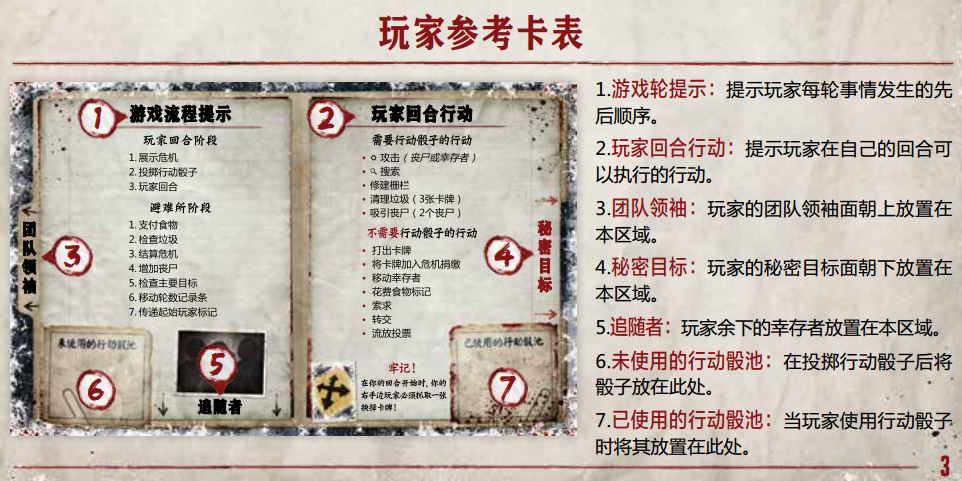 玩家参考卡表
1 游戏流程提示
玩家回合阶段
1.展示危机
2.投掷行动骰子
3.玩家回合
避难所阶段
1.支付食物
2.检查垃圾
3.结算危机
4.增加丧尸
5.检查主要目标
6.移动轮数记录条
7.传递起始玩家标记
团队领袖
3
未使用的行动骰池
6
5
追随者
2 玩家回合行动
需要行动骰子的行动
• 攻击（丧尸或幸存者）
• 搜索
• 修建栅栏
• 清理垃圾（3张卡牌）
• 吸引丧尸（2个丧尸）
不需要行动骰子的行动
• 打出卡牌
• 将卡牌加入危机捐缴
• 移动幸存者
• 花费食物标记
• 索求
• 转交
• 流放投票
4
秘密目标
牢记！
在你的回合开始时，你的
右手边玩家必须抓取一张
抉择卡牌！
已使用的行动骰池
7
1.游戏轮提示：提示玩家每轮事情发生的先
后顺序。
2.玩家回合行动：提示玩家在自己的回合可
以执行的行动。
3.团队领袖：玩家的团队领袖面朝上放置在
本区域。
4.秘密目标：玩家的秘密目标面朝下放置在
本区域。
5.追随者：玩家余下的幸存者放置在本区域。
6.未使用的行动骰池：在投掷行动骰子后将
骰子放在此处。
7.已使用的行动骰池：当玩家使用行动骰子
时将其放置在此处。
3